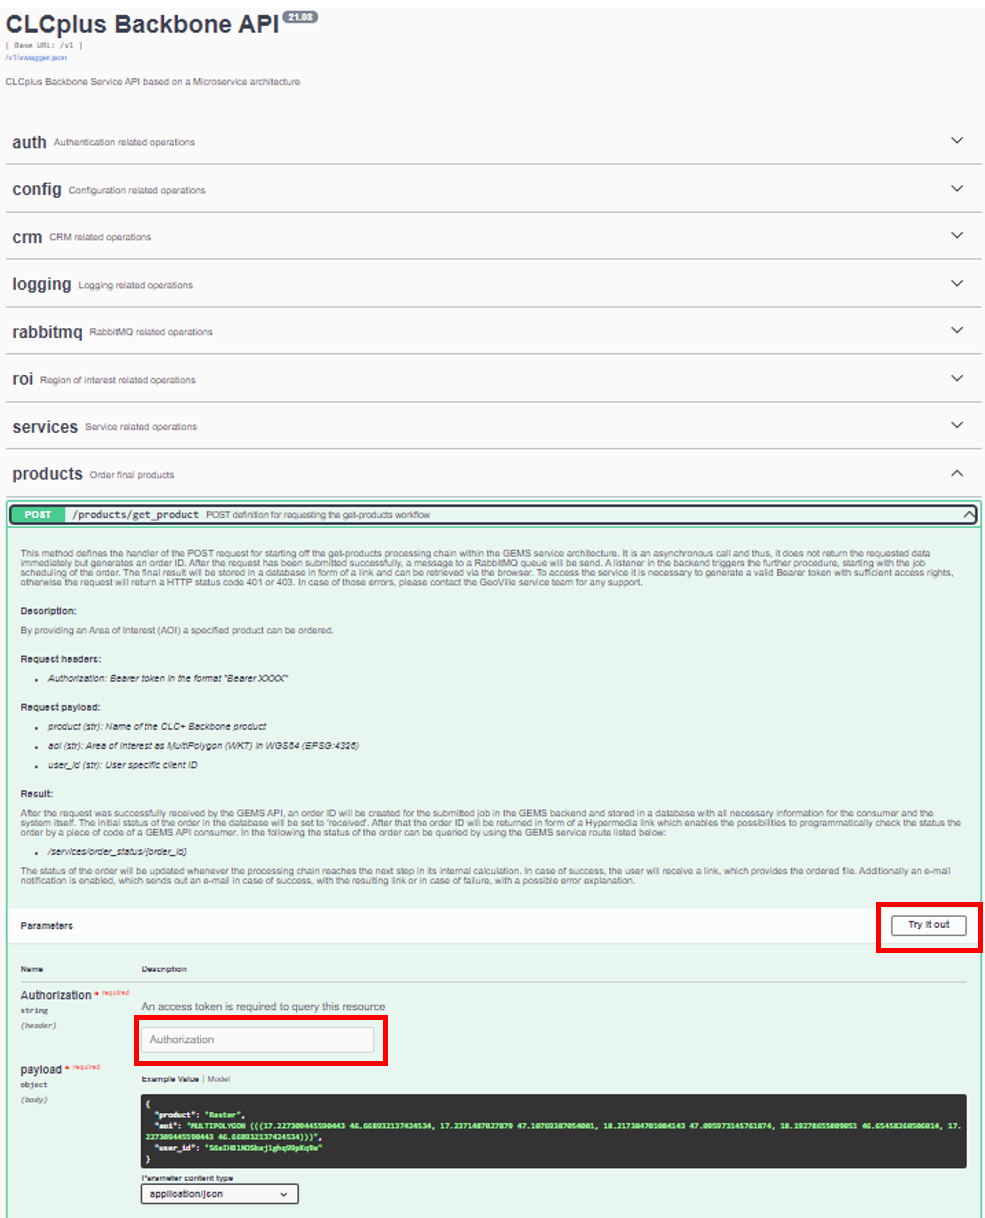 CLCplus Backbone API 21.08
[ Base URL: /v1 ]
/v1/swagger.json
CLCplus Backbone Service API based on a Microservice architecture
auth Authentication related operations
config Configuration related operations
crm CRM related operations
logging Logging related operations
rabbitmq RabbitMQ related operations
roi Region of interest related operations
services Service related operations
products Order final products
POST /products/get_product POST definition for requesting the get-products workflow
This method defines the handler of the POST request for starting off the get-products processing chain within the GEMS service architecture. It is an asynchronous call and thus, it does not return the requested data
immediately but generates an order ID. After the request has been submitted successfully, a message to a RabbitMQ queue will be send. A listener in the backend triggers the further procedure, starting with the job
scheduling of the order. The final result will be stored in a database in form of a link and can be retrieved via the browser. To access the service it is necessary to generate a valid Bearer token with sufficient access rights,
otherwise the request will return a HTTP status code 401 or 403. In case of those errors, please contact the GeoVille service team for any support.
Description:
By providing an Area of Interest (AOI) a specified product can be ordered.
Request headers:
Authorization: Bearer token in the format "Bearer XXXX"
Request payload:
product (str): Name of the CLC+ Backbone product
aoi (str): Area of Interest as MultiPolygon (WKT) in WGS84 (EPSG:4326)
user_id (str): User specific client ID
Result:
After the request was successfully received by the GEMS API, an order ID will be created for the submitted job in the GEMS backend and stored in a database with all necessary information for the consumer and the
system itself. The initial status of the order in the database will be set to 'received'. After that the order ID will be returned in form of a Hypermedia link which enables the possibilities to programmatically check the status the
order by a piece of code of a GEMS API consumer. In the following the status of the order can be queried by using the GEMS service route listed below:
/services/order_status/{order_id}
The status of the order will be updated whenever the processing chain reaches the next step in its internal calculation. In case of success, the user will receive a link, which provides the ordered file. Additionally an e-mail
notification is enabled, which sends out an e-mail in case of success, with the resulting link or in case of failure, with a possible error explanation.
Parameters Try it out
Name Description
Authorization * required
string
(header)
An access token is required to query this resource
Authorization
payload * required
object
(body)
Example Value | Model
{
"product": "Raster",
"aoi": "MULTIPOLYGON (((17.227309445590443 46.668932137424534, 17.2371487027879 47.10769387054001, 18.217384701084143 47.095973145761874, 18.19278655809051 46.65458260506014, 17.
227309445590443 46.668932137424534)))",
"user_id":
}
Parameter content type
application/json